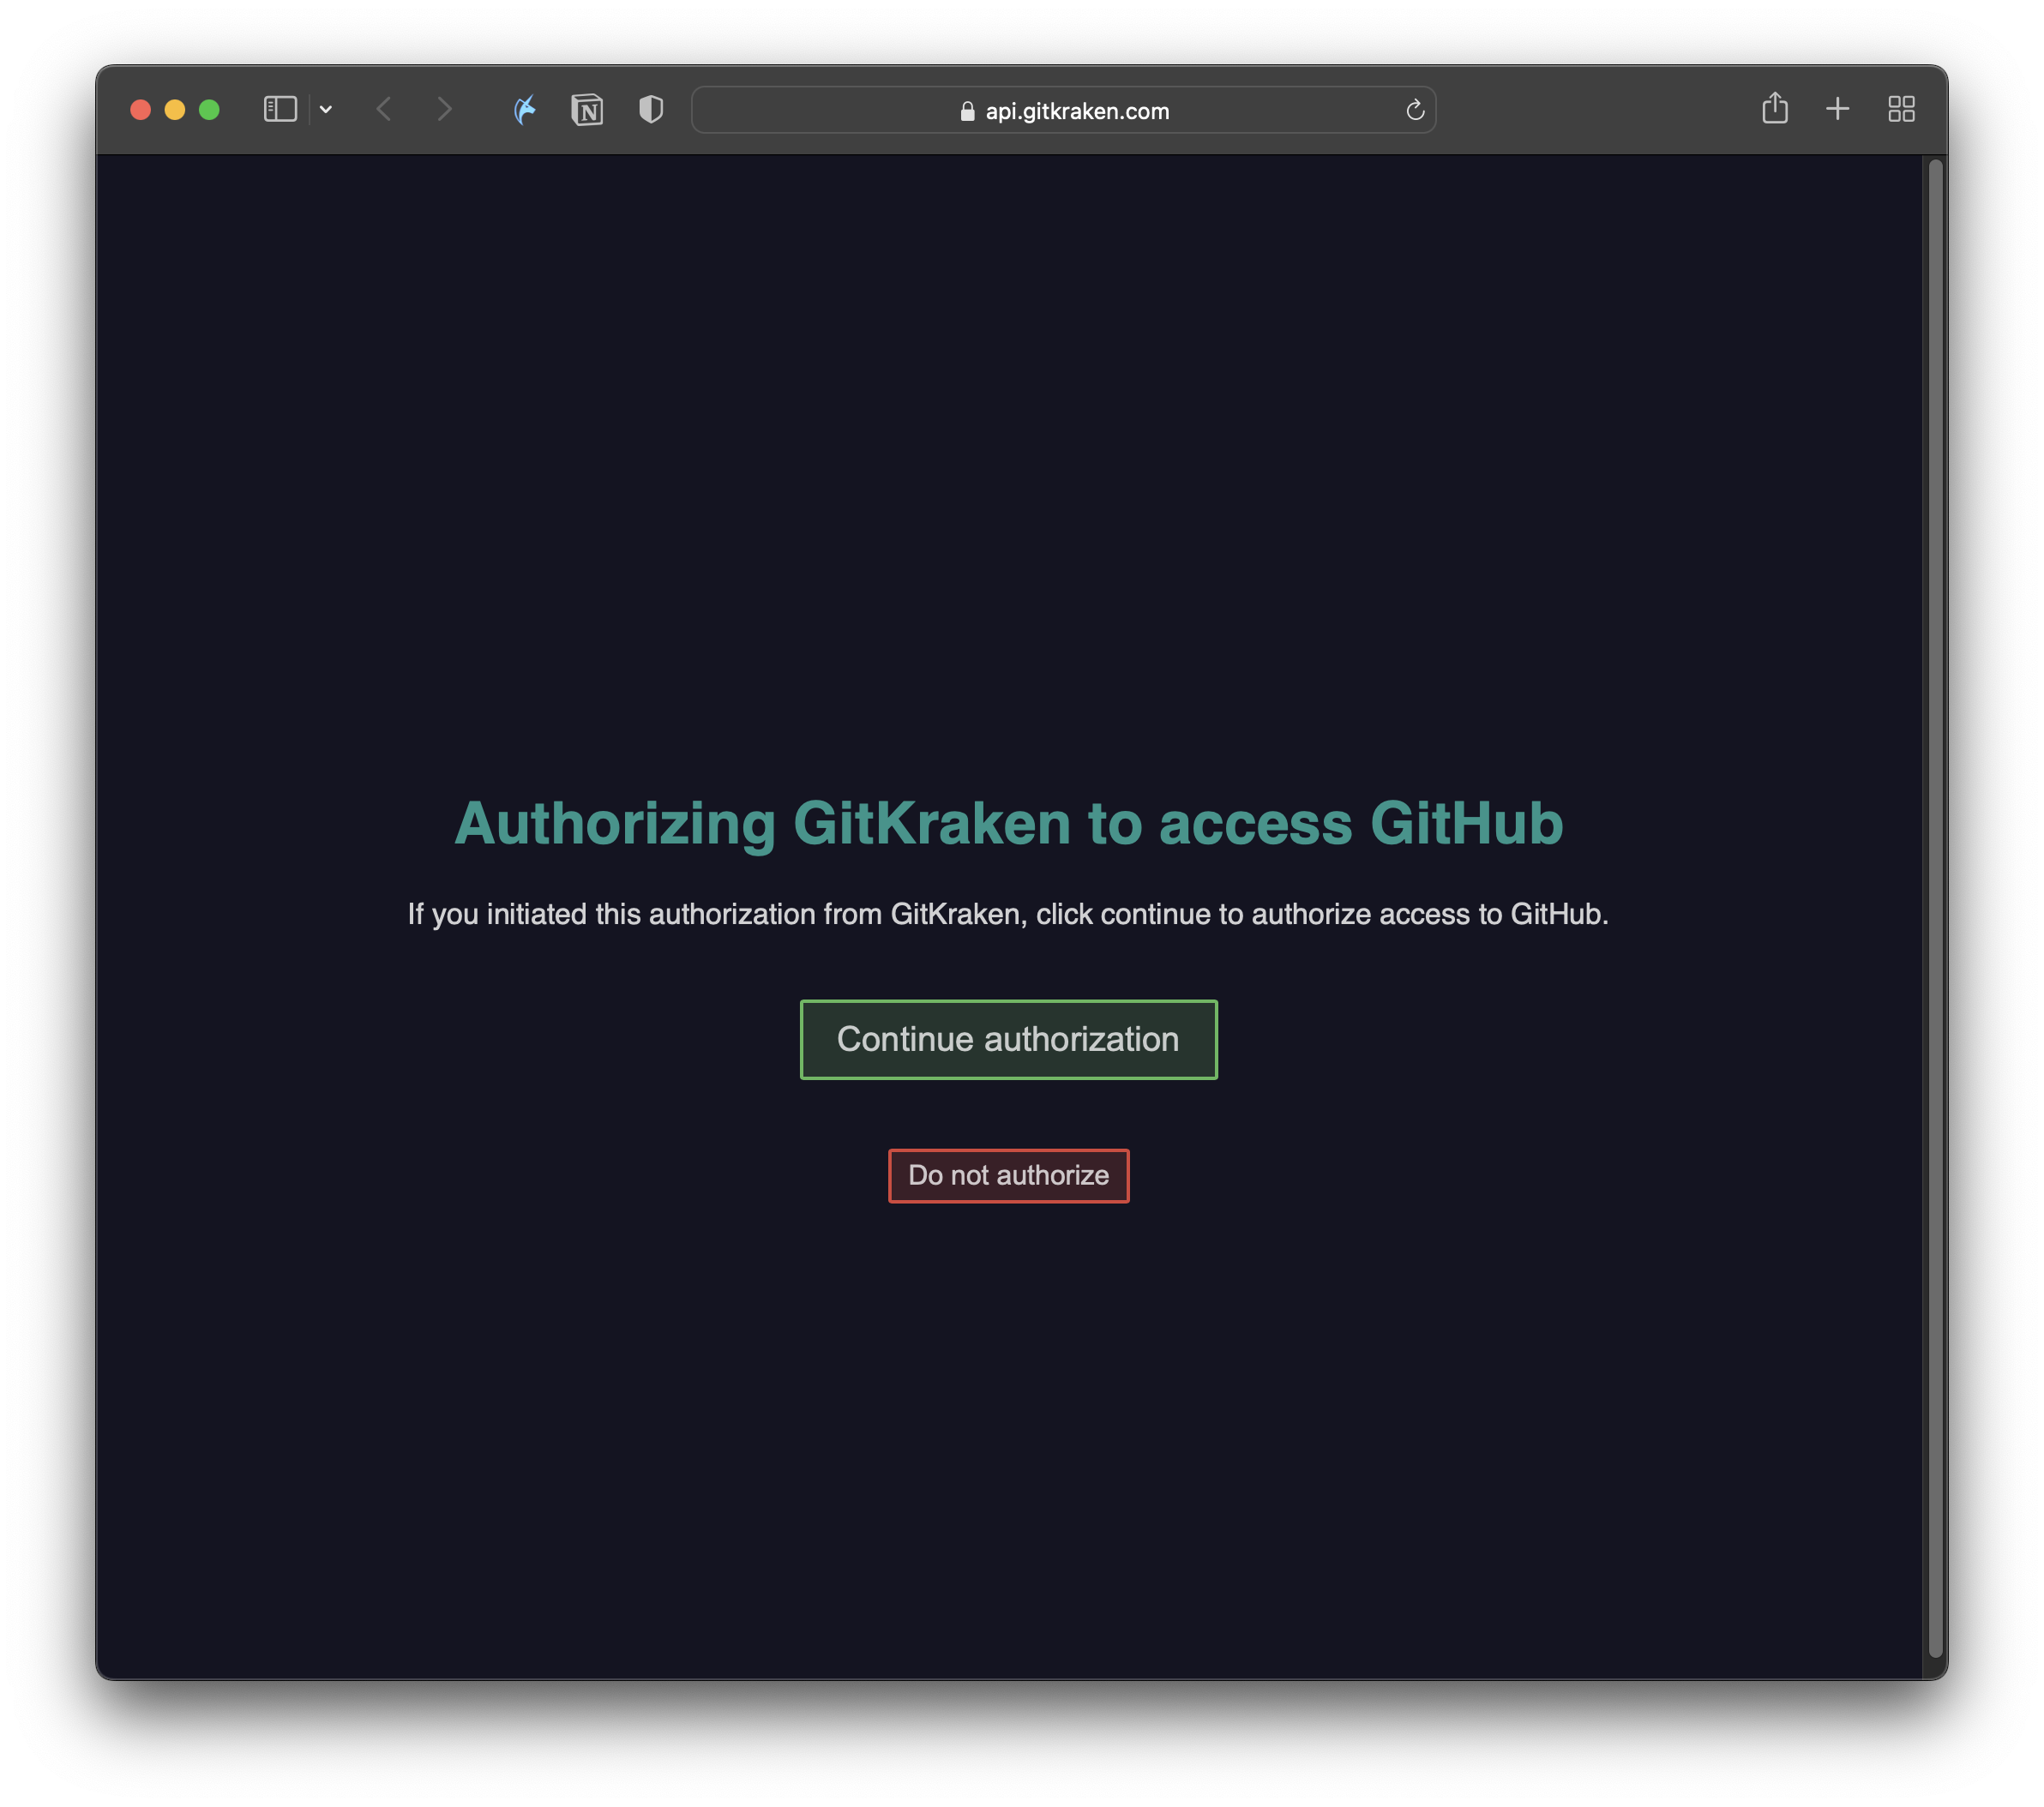 api.gitkraken.com
Authorizing GitKraken to access GitHub
If you initiated this authorization from GitKraken, click continue to authorize access to GitHub.
Continue authorization
Do not authorize